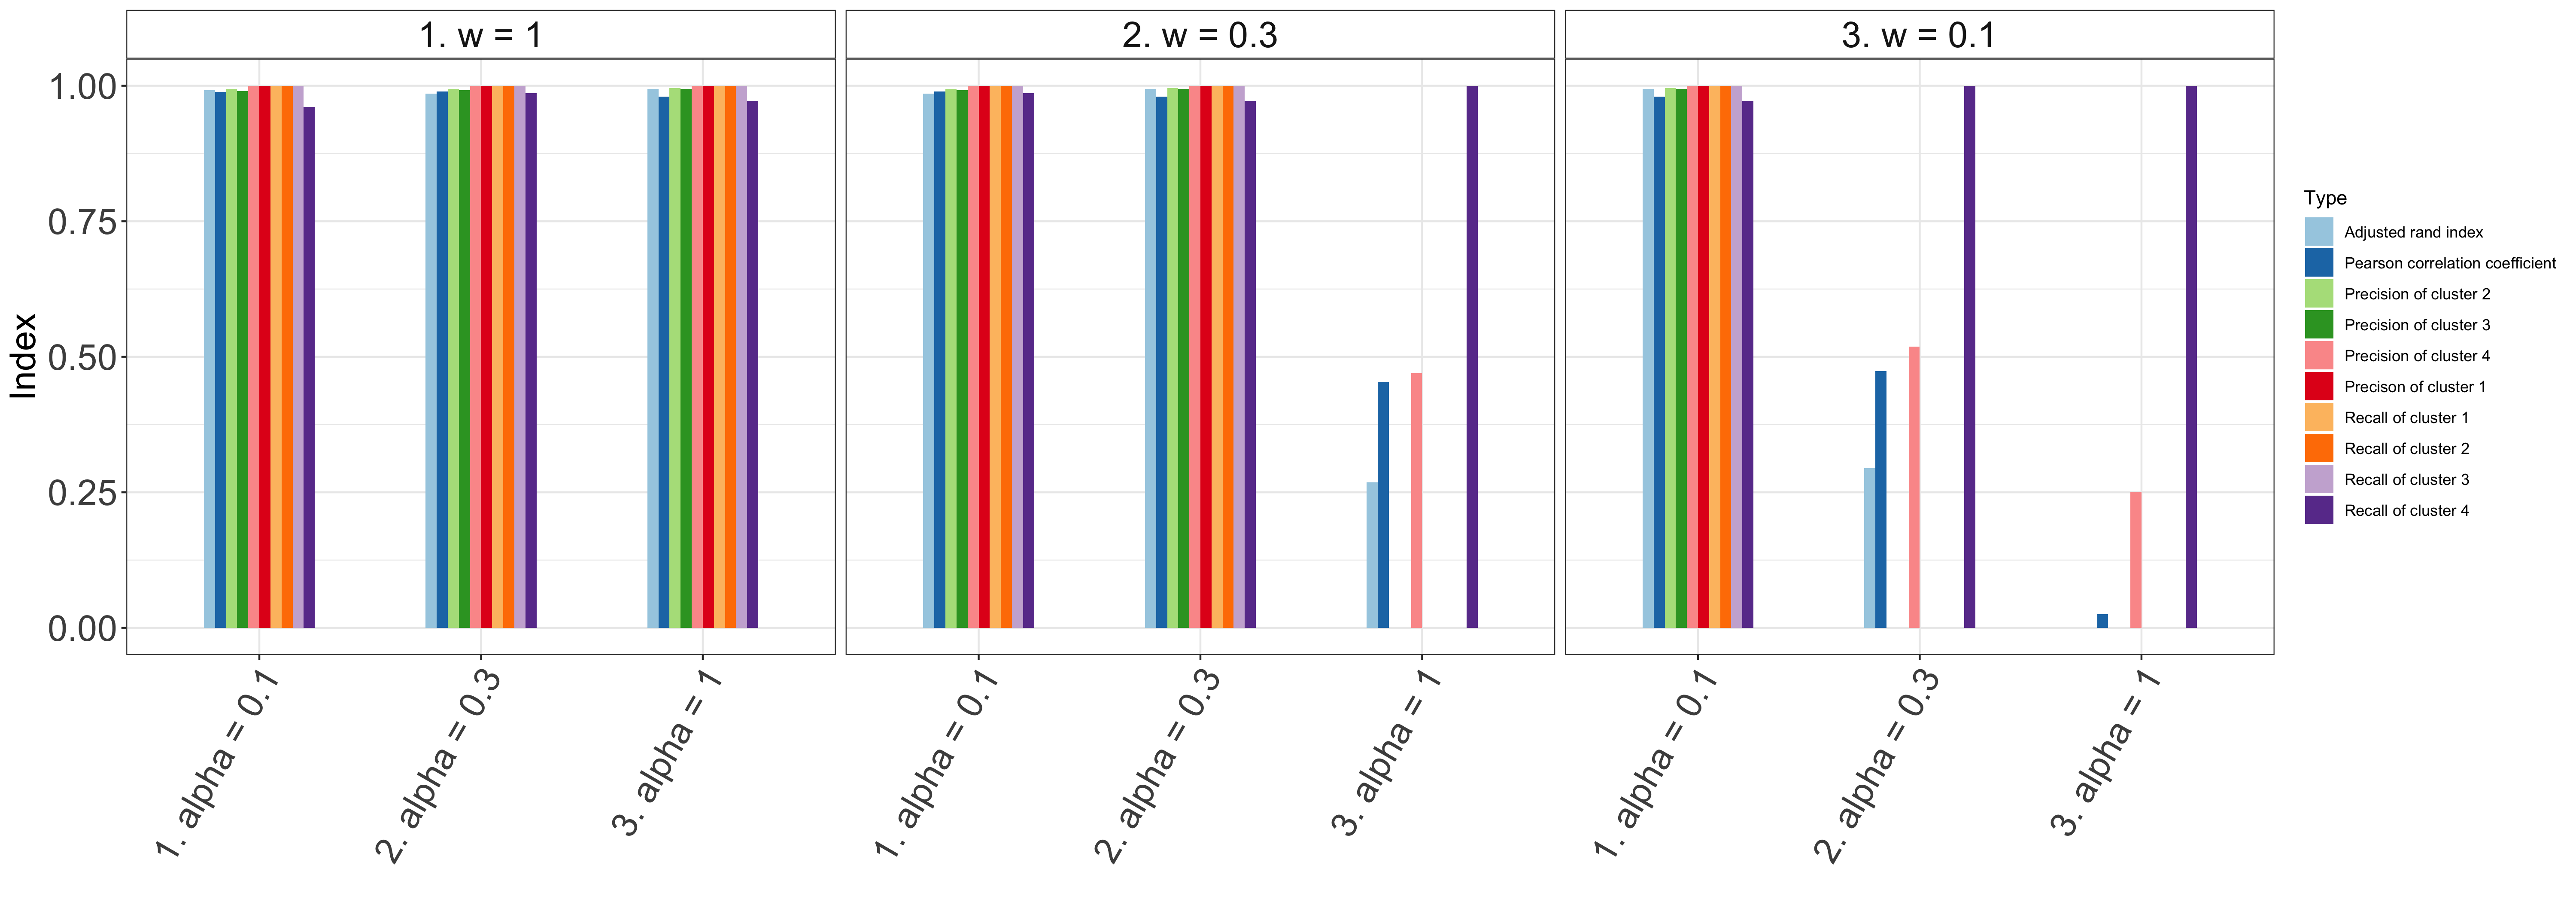 1. w = 1
2. w = 0.3
3. w = 0.1
Index
1.00
0.75
0.50
0.25
0.00
1. alpha = 0.1
2. alpha = 0.3
3. alpha = 1
1. alpha = 0.1
2. alpha = 0.3
3. alpha = 1
1. alpha = 0.1
2. alpha = 0.3
3. alpha = 1
Type
Adjusted rand index
Pearson correlation coefficient
Precision of cluster 2
Precision of cluster 3
Precision of cluster 4
Precison of cluster 1
Recall of cluster 1
Recall of cluster 2
Recall of cluster 3
Recall of cluster 4